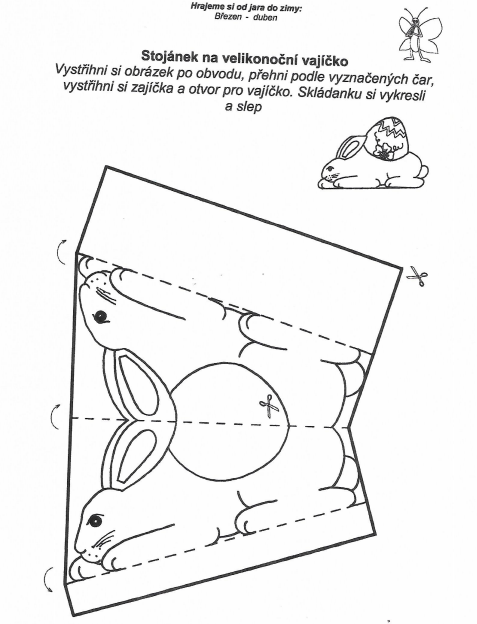 Hrajeme si od jara do zimy:
Březen - duben
Stojánek na velikonoční vajíčko
Vystřihni si obrázek po obvodu, přehni podle vyznačených čar,
vystřihni si zajíčka a otvor pro vajíčko. Skládanku si vykresli
a slep